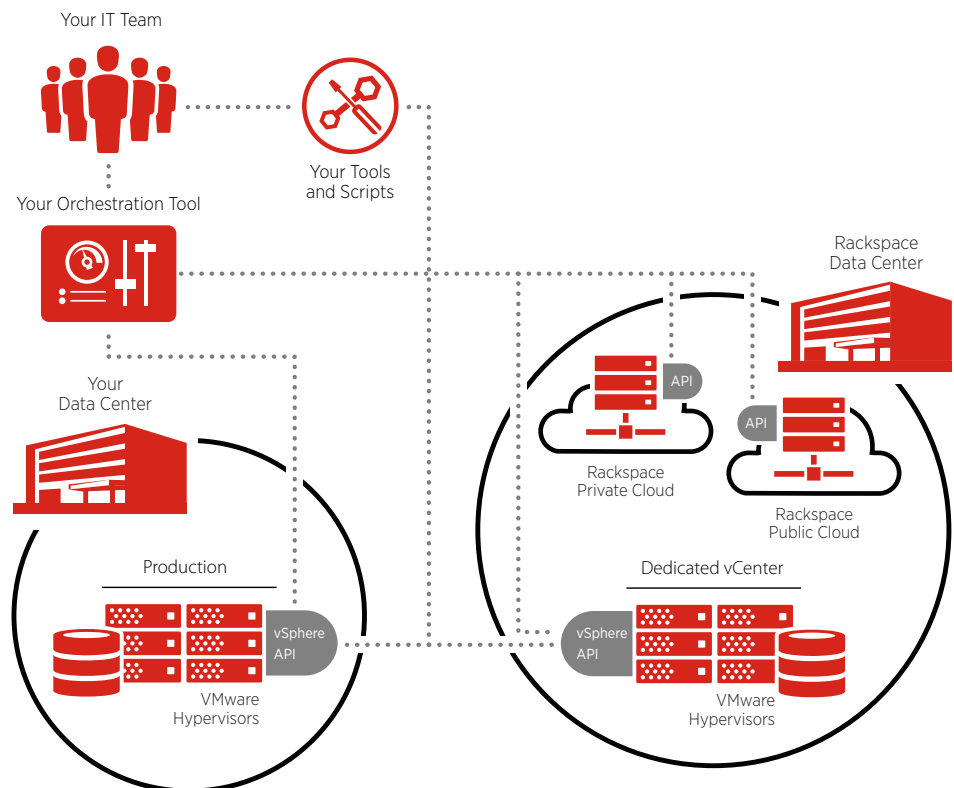 Your IT Team
Your Tools
and Scripts
Your Orchestration Tool
Rackspace
Data Center
Your
Data Center
API
API
Rackspace
Private Cloud
Rackspace
Public Cloud
Production
vSphere
API
VMware
Hypervisors
Dedicated vCenter
vSphere
API
VMware
Hypervisors